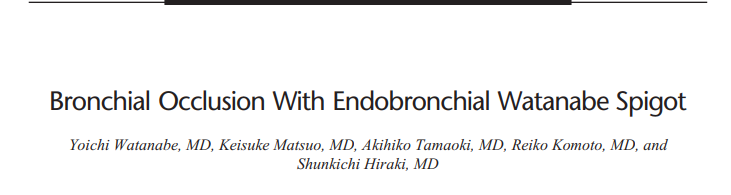 Bronchial Occlusion With Endobronchial Watanabe Spigot
Yoichi Watanabe, MD, Keisuke Matsuo, MD, Akihiko Tamaoki, MD, Reiko Komoto, MD, and
Shunkichi Hiraki, MD